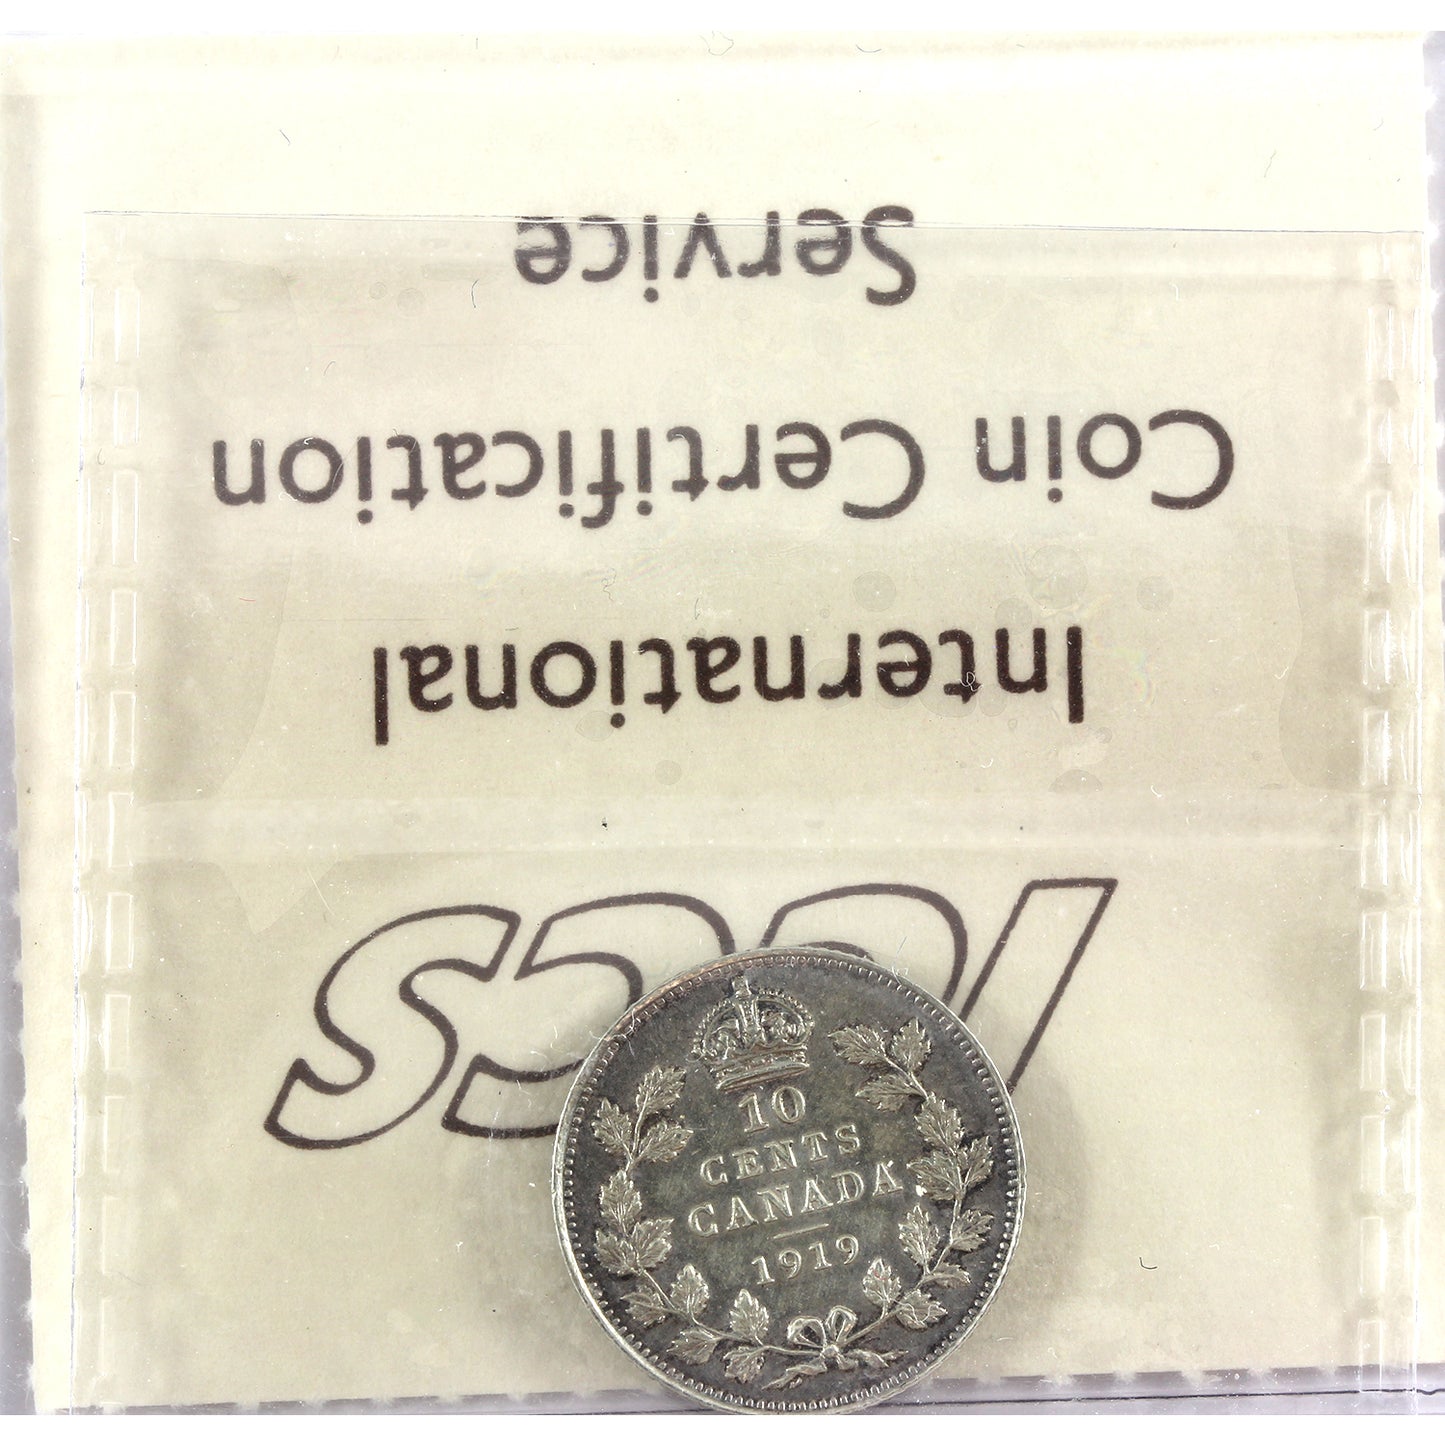 ICCS
International
Coin Certification
Service
10
CENTS
CANADA
1919